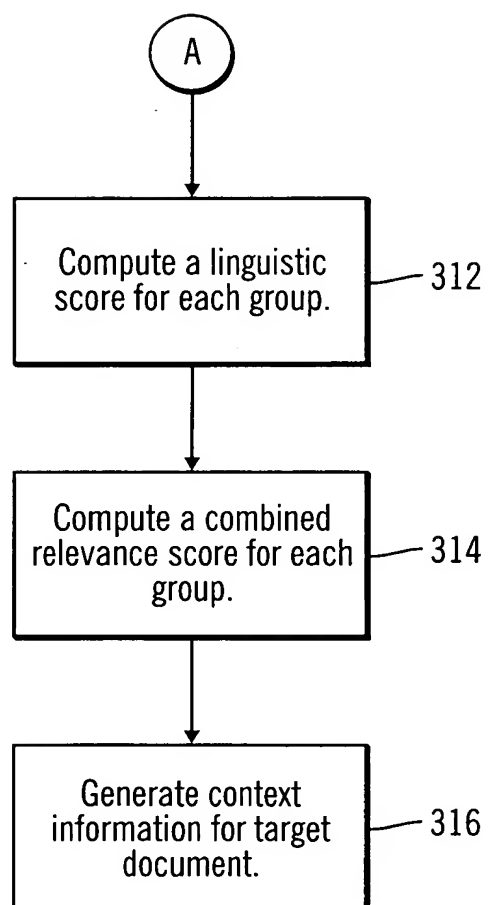 A
Compute a linguistic
score for each group.
312
Compute a combined
relevance score for each
group.
314
Generate context
information for target
document.
316